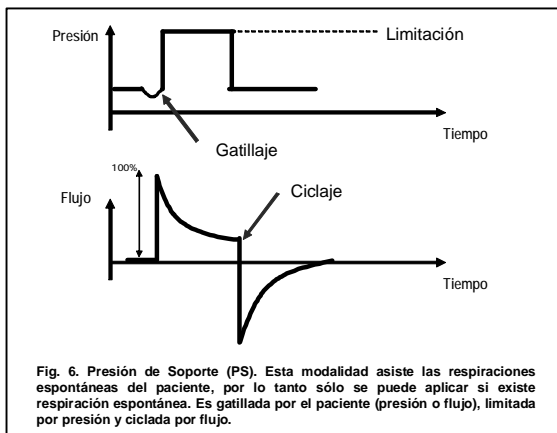 Presión
Limitación
Tiempo
Gatillaje
100%
Ciclaje
Flujo
Tiempo
Fig. 6. Presión de Soporte (PS). Esta modalidad asiste las respiraciones
espontáneas del paciente, por lo tanto sólo se puede aplicar si existe
respiración espontánea. Es gatillada por el paciente (presión o flujo), limitada
por presión y ciclada por flujo.